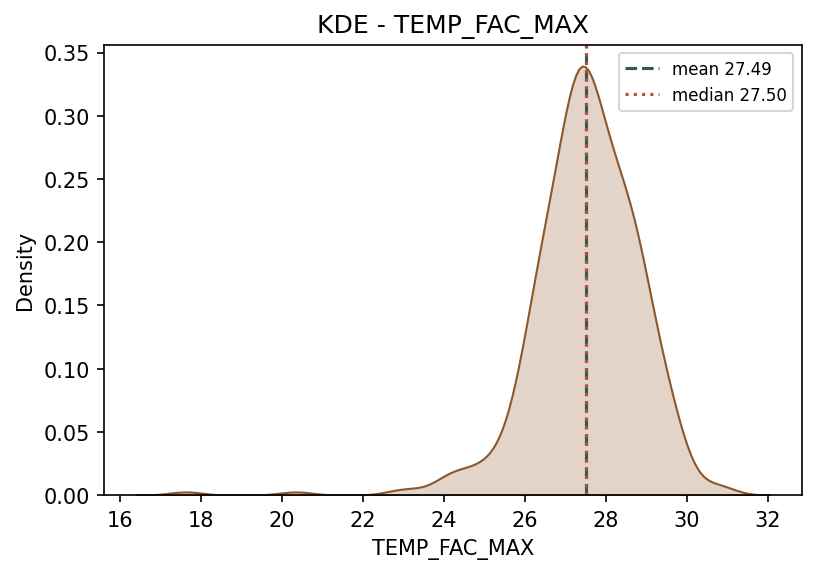 KDE - TEMP_FAC_MAX
mean 27.49
median 27.50
Density
0.35
0.30
0.25
0.20
0.15
0.10
0.05
0.00
16 18 20 22 24 26 28 30 32
TEMP_FAC_MAX